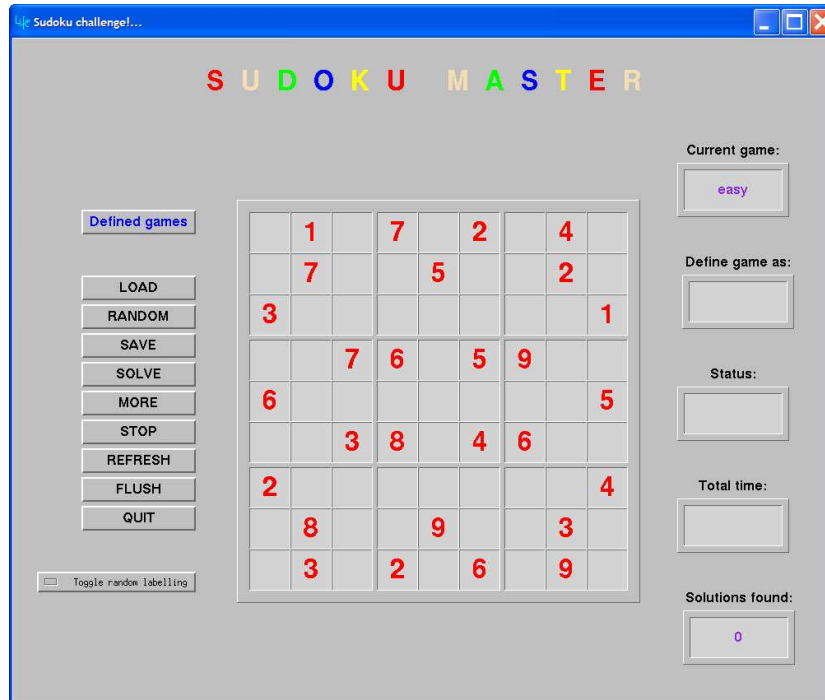 Sudoku challenge!...
SUDOKU MASTER
Current game:
easy
Defined games
Define game as:
LOAD
RANDOM
SAVE
SOLVE
MORE
STOP
REFRESH
FLUSH
QUIT
Toggle random labelling
1 7 2 4
7 5 2
3 1
7 6 5 9
6 5
3 8 4 6
2 4
8 9 3
3 2 6 9
Status:
Total time:
Solutions found:
0